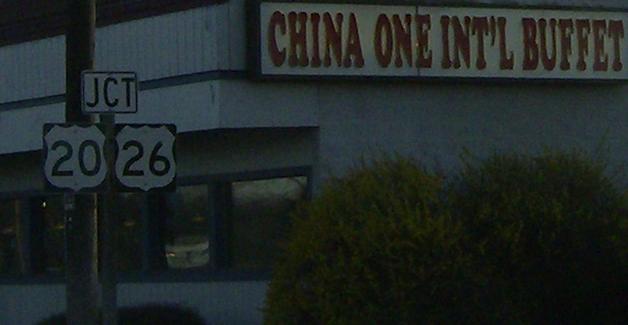 CHINA ONE INT'L BUFFET
JCT
20 26